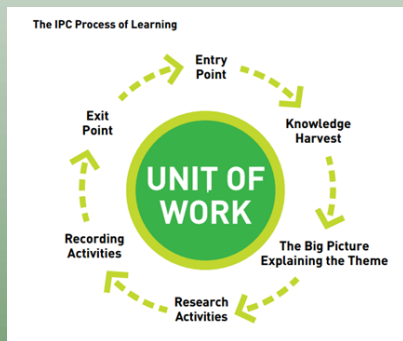 The IPC Process of Learning
Entry
Point
Knowledge
Harvest
The Big Picture
Explaining the Theme
Research
Activities
Recording
Activities
Exit
Point
UNIT OF
WORK